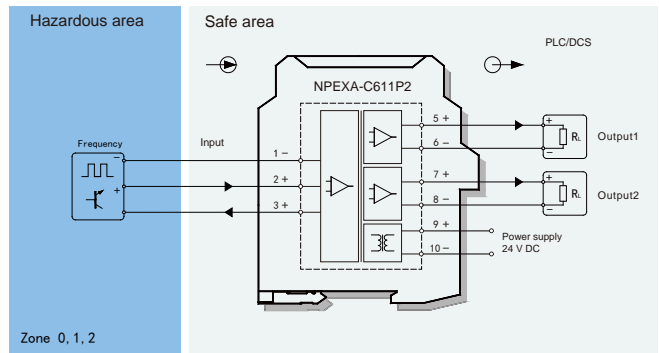 Hazardous area
Safe area
PLC/DCS
NPEXA-C611P2
Frequency
Input
1 −
2 +
3 +
−
+
5 +
6 −
7 +
8 −
9 +
10 −
+
RL
−
Output1
+
RL
−
Output2
Power supply
24 V DC
Zone 0, 1, 2